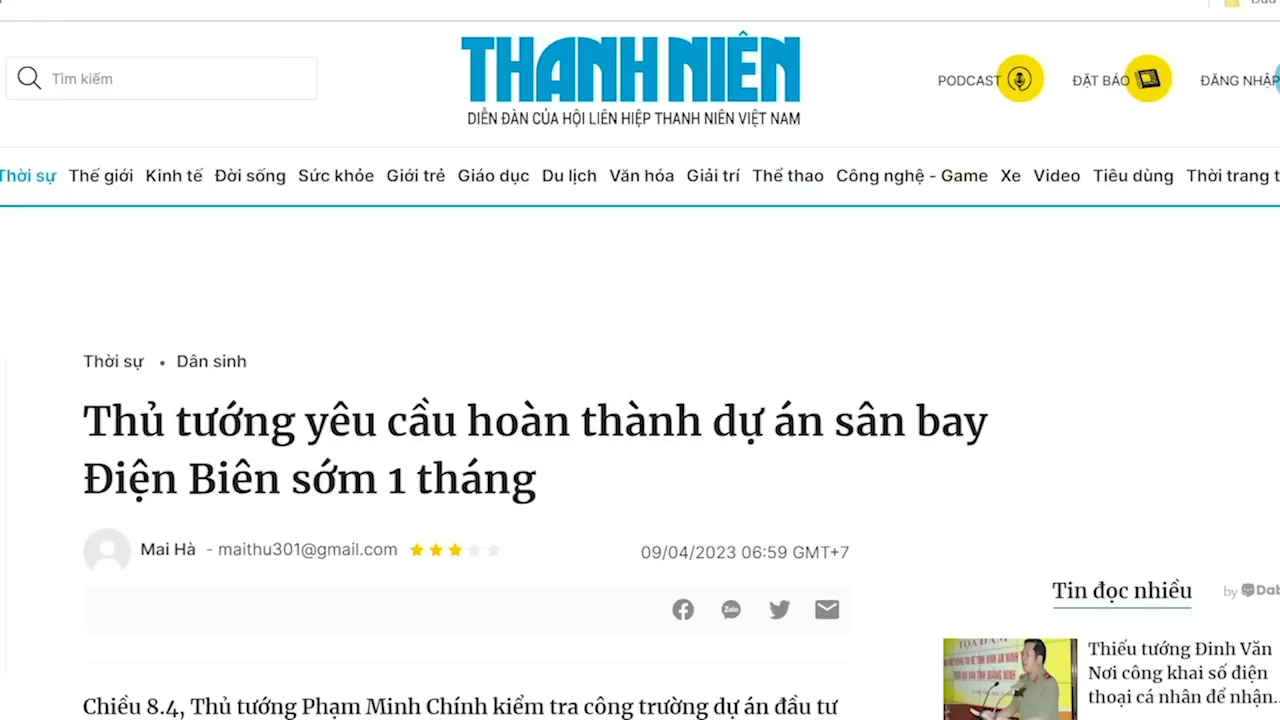 Tìm kiếm
THANH NIÊN
DIỄN ĐÀN CỦA HỘI LIÊN HIỆP THANH NIÊN VIỆT NAM
PODCAST ĐẶT BÁO ĐĂNG NHẬP
Thời sự Thế giới Kinh tế Đời sống Sức khỏe Giới trẻ Giáo dục Du lịch Văn hóa Giải trí Thể thao Công nghệ - Game Xe Video Tiêu dùng Thời trang
Thời sự • Dân sinh
Thủ tướng yêu cầu hoàn thành dự án sân bay
Điện Biên sớm 1 tháng
Mai Hà - maithu301@gmail.com
09/04/2023 06:59 GMT+7
Zalo
Chiều 8.4, Thủ tướng Phạm Minh Chính kiểm tra công trường dự án đầu tư
Tin đọc nhiều by
Thiếu tướng Đinh Văn
Nơi công khai số điện
thoại cá nhân để nhận...